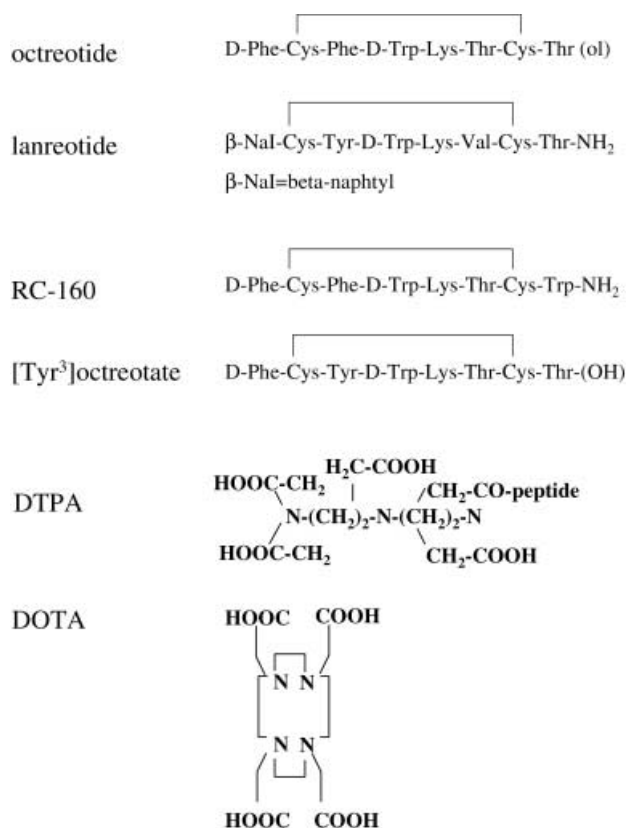 octreotide D-Phe-Cys-Phe-D-Trp-Lys-Thr-Cys-Thr (ol)
lanreotide β-NaI-Cys-Tyr-D-Trp-Lys-Val-Cys-Thr-NH₂
β-NaI=beta-naphtyl
RC-160 D-Phe-Cys-Phe-D-Trp-Lys-Thr-Cys-Trp-NH₂
[Tyr³]octreotate D-Phe-Cys-Tyr-D-Trp-Lys-Thr-Cys-Thr-(OH)
H₂C-COOH
HOOC-CH₂ CH₂-CO-peptide
DTPA
N-(CH₂)₂-N-(CH₂)₂-N
HOOC-CH₂ CH₂-COOH
DOTA HOOC COOH
N N
N N
HOOC COOH